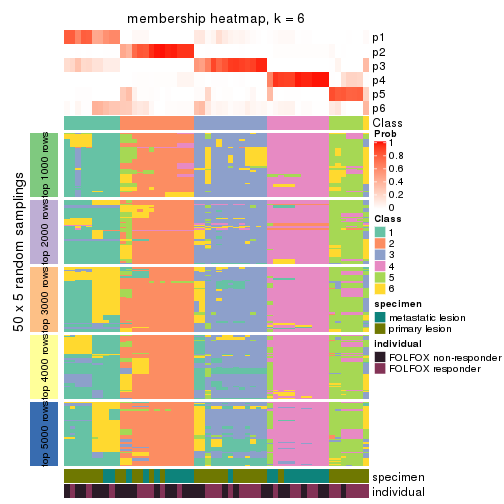 membership heatmap, k = 6
p1
p2
p3
p4
p5
p6
Class
50 x 5 random samplings
top 1000 rows
top 2000 rows
top 3000 rows
top 4000 rows
top 5000 rows
specimen
individual
Prob
1
0.8
0.6
0.4
0.2
0
Class
1
2
3
4
5
6
specimen
metastatic lesion
primary lesion
individual
FOLFOX non-responder
FOLFOX responder